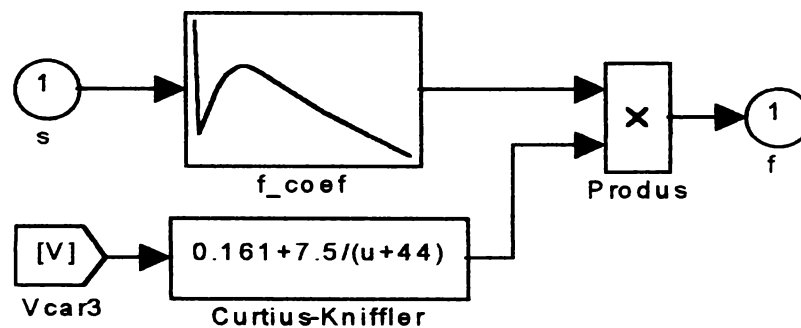 1
s
f_coef
×
Produs
1
f
[V]
Vcar3
0.161+7.5/(u+44)
Curtius-Kniffler